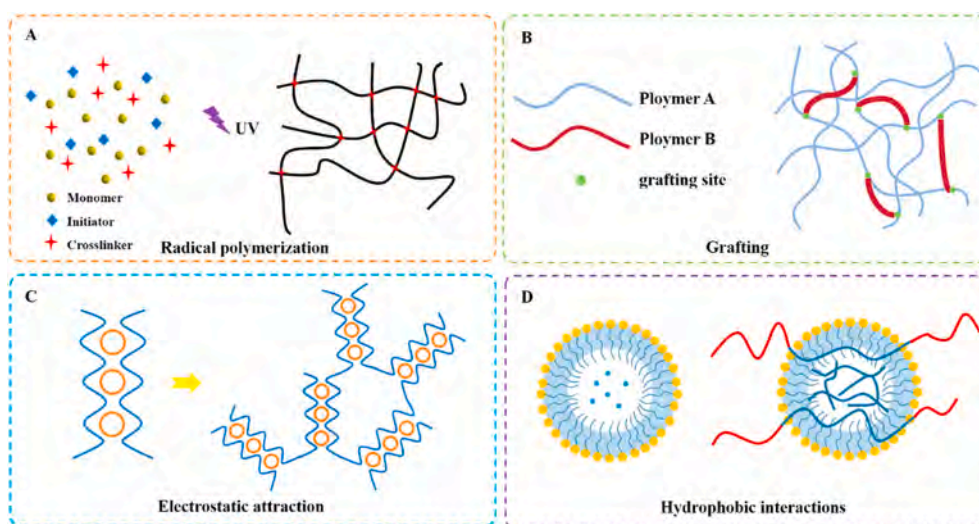 A
UV
Monomer
Initiator
Crosslinker
Radical polymerization
B
Ploymer A
Ploymer B
grafting site
Grafting
C
Electrostatic attraction
D
Hydrophobic interactions